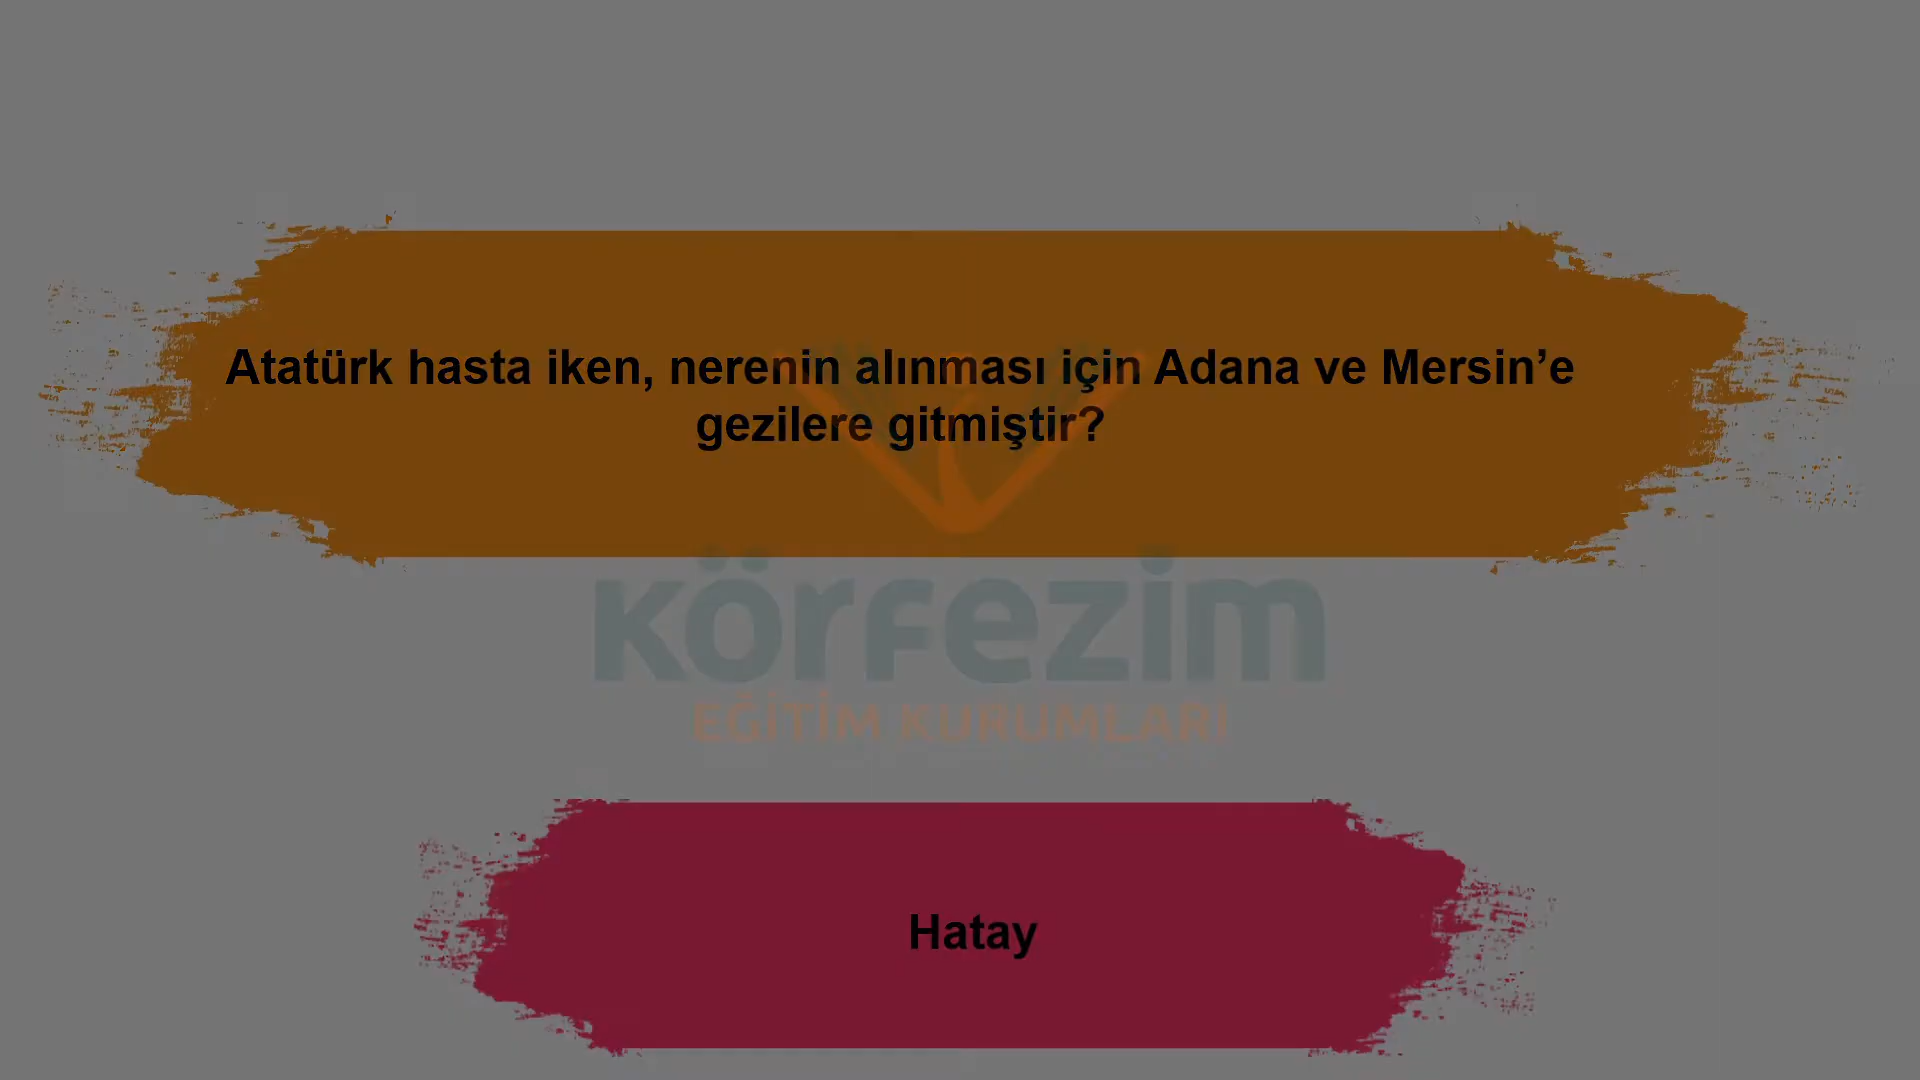 Atatürk hasta iken, nerenin alınması için Adana ve Mersin’e
gezilere gitmiştir?
körfezim
EĞİTİM KURUMLARI
Hatay